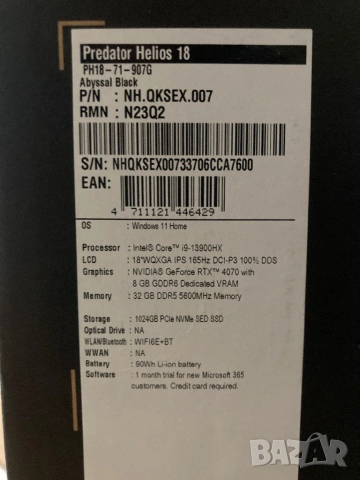 Predator Helios 18
PH18-71-907G
Abyssal Black
P/N : NH.QKSEX.007
RMN : N23Q2
S/N: NHQKSEX00733706CCA7600
EAN:
4 711121 446429
OS : Windows 11 Home
Processor : Intel® Core™ i9-13900HX
LCD : 18"WQXGA IPS 165Hz DCI-P3 100% DDS
Graphics : NVIDIA® GeForce RTX™ 4070 with
8 GB GDDR6 Dedicated VRAM
Memory : 32 GB DDR5 5600MHz Memory
Storage : 1024GB PCIe NVMe SED SSD
Optical Drive : NA
WLAN/Bluetooth : WIFI6E+BT
WWAN : NA
Battery : 90Wh Li-ion battery
Software : 1 month trial for new Microsoft 365
customers. Credit card required.
BAZAR